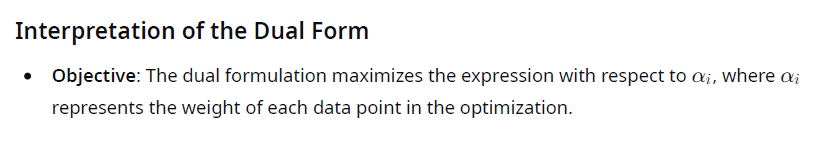 Interpretation of the Dual Form
• Objective: The dual formulation maximizes the expression with respect to αᵢ, where αᵢ
represents the weight of each data point in the optimization.